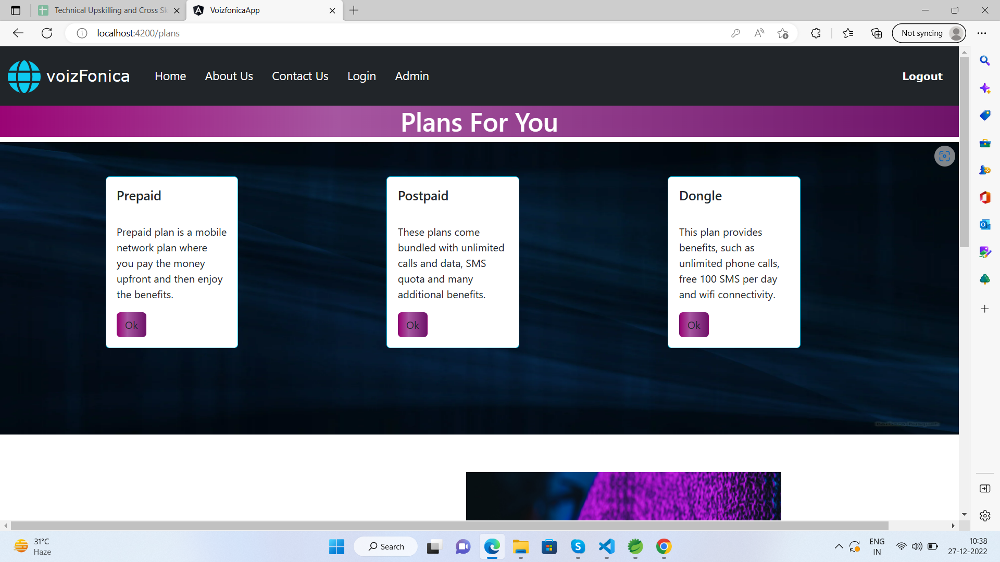 Technical Upskilling and Cross Sk
VoizfonicaApp
localhost:4200/plans
Not syncing
voizFonica
Home
About Us
Contact Us
Login
Admin
Logout
Plans For You
Prepaid
Prepaid plan is a mobile
network plan where
you pay the money
upfront and then enjoy
the benefits.
Ok
Postpaid
These plans come
bundled with unlimited
calls and data, SMS
quota and many
additional benefits.
Ok
Dongle
This plan provides
benefits, such as
unlimited phone calls,
free 100 SMS per day
and wifi connectivity.
Ok
31°C
Haze
Search
ENG
IN
10:38
27-12-2022